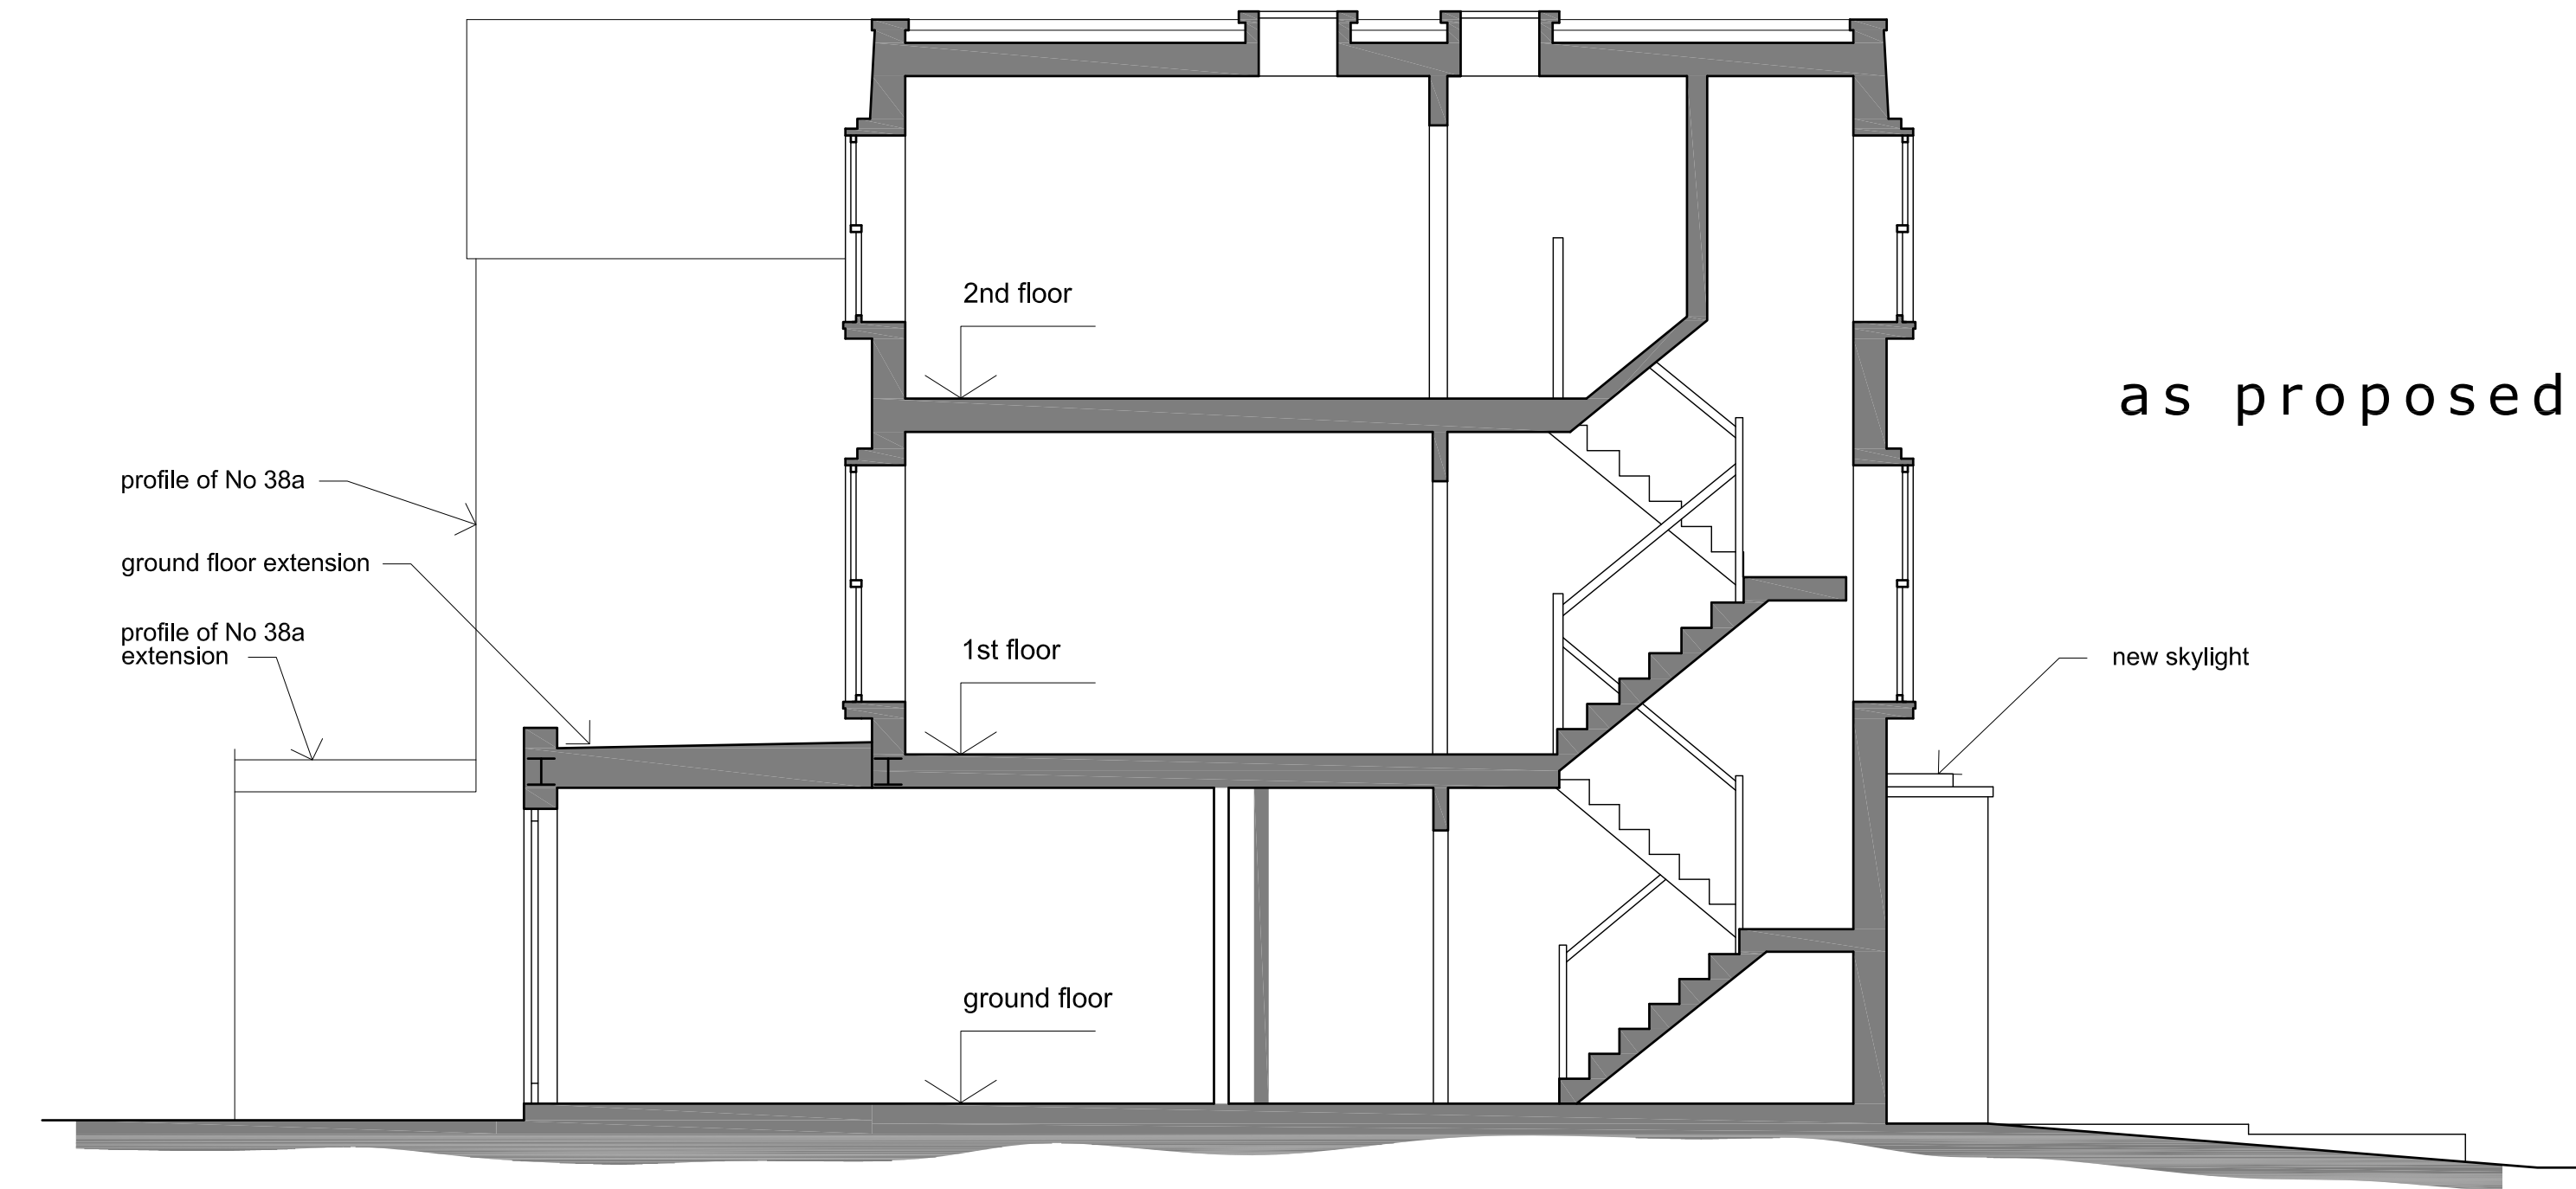 2nd floor
as proposed
profile of No 38a
ground floor extension
profile of No 38a
extension
1st floor
new skylight
ground floor